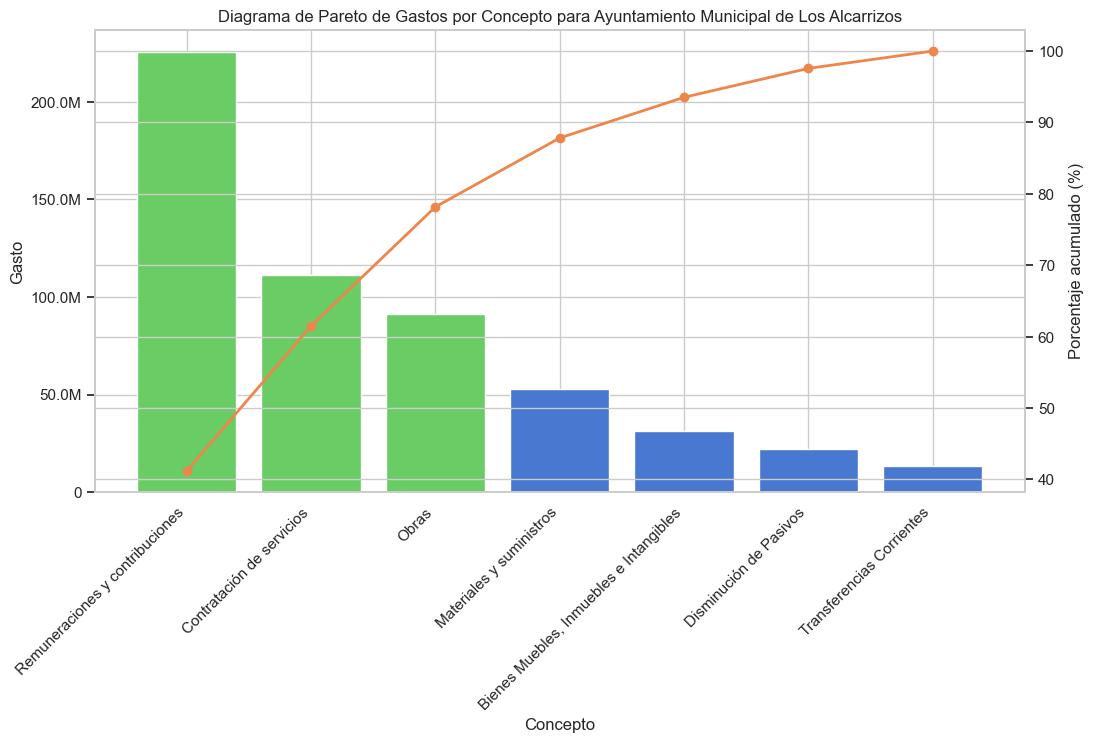 Diagrama de Pareto de Gastos por Concepto para Ayuntamiento Municipal de Los Alcarrizos
Gasto
200.0M
150.0M
100.0M
50.0M
0
100
90
80
70
60
50
40
Porcentaje acumulado (%)
Remuneraciones y contribuciones
Contratación de servicios
Obras
Materiales y suministros
Bienes Muebles, Inmuebles e Intangibles
Disminución de Pasivos
Transferencias Corrientes
Concepto